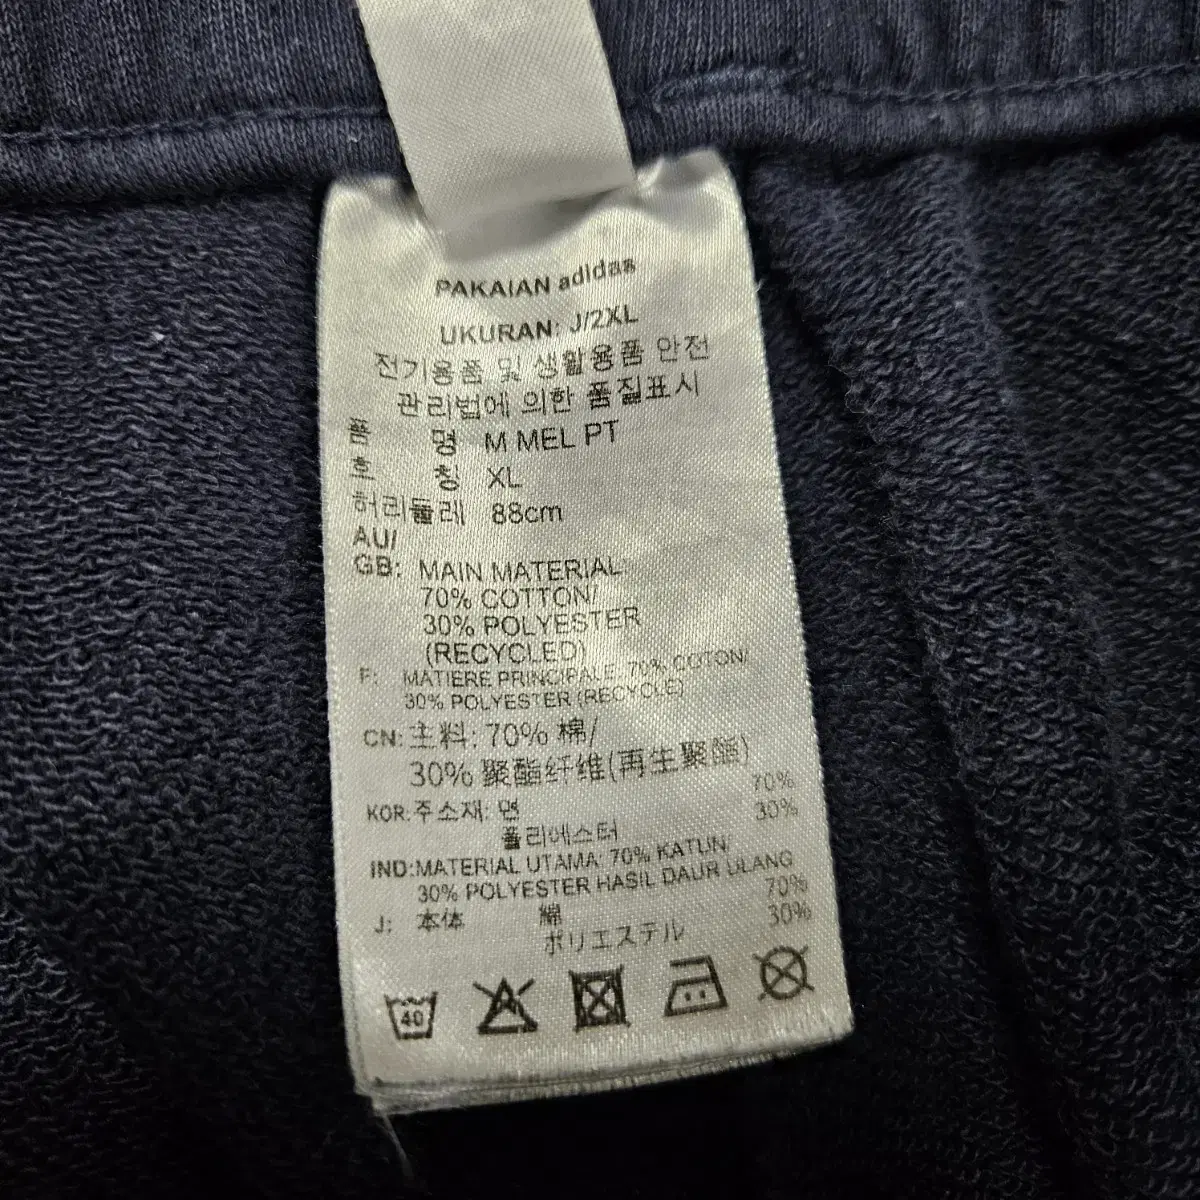 PAKAIAN adidas
UKURAN: J/2XL
전기용품 및 생활용품 안전
관리법에 의한 품질표시
품 명 M MEL PT
호 칭 XL
허리둘레 88cm
AU/
GB: MAIN MATERIAL
70% COTTON/
30% POLYESTER
(RECYCLED)
F: MATIERE PRINCIPALE: 70% COTON/
30% POLYESTER (RECYCLE)
CN: 主料: 70% 棉/
30% 聚酯纤维(再生聚酯)
KOR: 주소재: 면 70%
폴리에스터 30%
IND: MATERIAL UTAMA: 70% KATUN/
30% POLYESTER HASIL DAUR ULANG
J: 本体 綿 70%
ポリエステル 30%
40